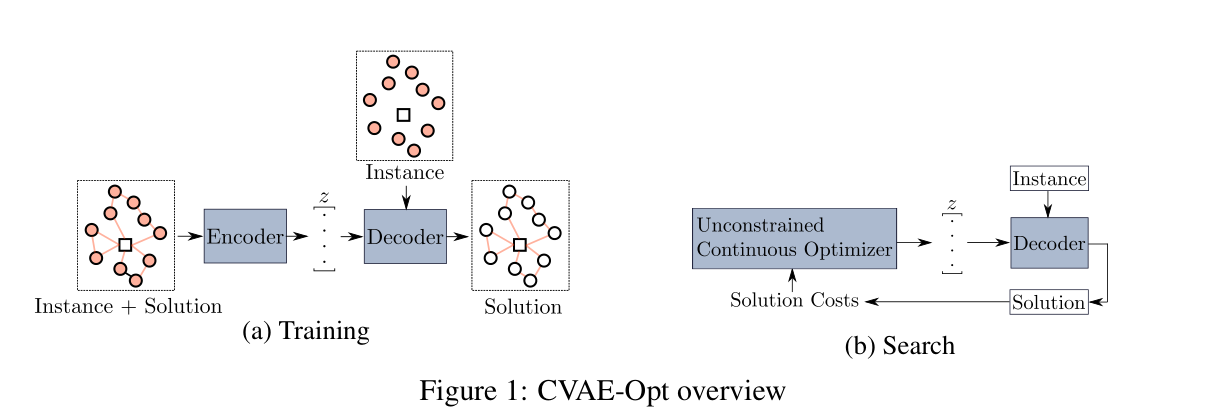 Instance
z
Encoder
Decoder
Instance + Solution
Solution
(a) Training
Instance
z
Unconstrained
Continuous Optimizer
Decoder
Solution Costs
Solution
(b) Search
Figure 1: CVAE-Opt overview